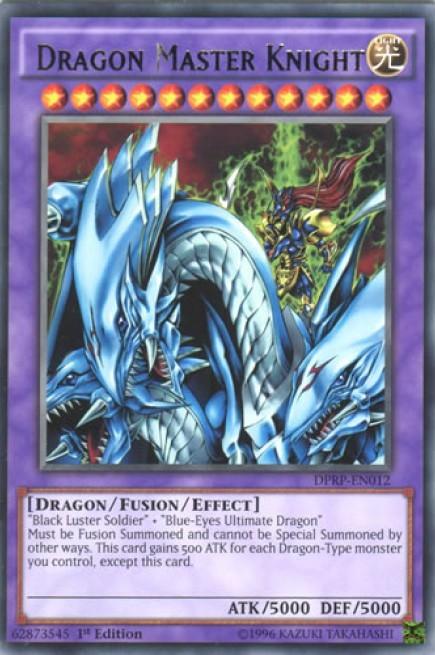 DRAGON MASTER KNIGHT
LIGHT
光
DPRP-EN012
[DRAGON/FUSION/EFFECT]
"Black Luster Soldier" + "Blue-Eyes Ultimate Dragon"
Must be Fusion Summoned and cannot be Special Summoned by
other ways. This card gains 500 ATK for each Dragon-Type monster
you control, except this card.
ATK/5000 DEF/5000
62873545 1st Edition ©1996 KAZUKI TAKAHASHI